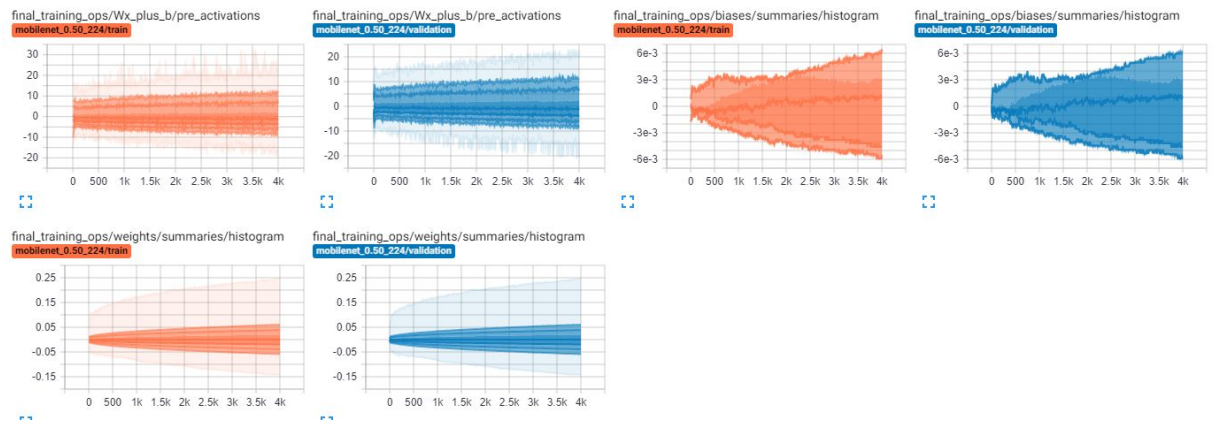 final_training_ops/Wx_plus_b/pre_activations
mobilenet_0.50_224/train
30
20
10
0
-10
-20
0 500 1k 1.5k 2k 2.5k 3k 3.5k 4k
final_training_ops/Wx_plus_b/pre_activations
mobilenet_0.50_224/validation
20
10
0
-10
-20
0 500 1k 1.5k 2k 2.5k 3k 3.5k 4k
final_training_ops/biases/summaries/histogram
mobilenet_0.50_224/train
6e-3
3e-3
0
-3e-3
-6e-3
0 500 1k 1.5k 2k 2.5k 3k 3.5k 4k
final_training_ops/biases/summaries/histogram
mobilenet_0.50_224/validation
6e-3
3e-3
0
-3e-3
-6e-3
0 500 1k 1.5k 2k 2.5k 3k 3.5k 4k
final_training_ops/weights/summaries/histogram
mobilenet_0.50_224/train
0.25
0.15
0.05
-0.05
-0.15
0 500 1k 1.5k 2k 2.5k 3k 3.5k 4k
final_training_ops/weights/summaries/histogram
mobilenet_0.50_224/validation
0.25
0.15
0.05
-0.05
-0.15
0 500 1k 1.5k 2k 2.5k 3k 3.5k 4k